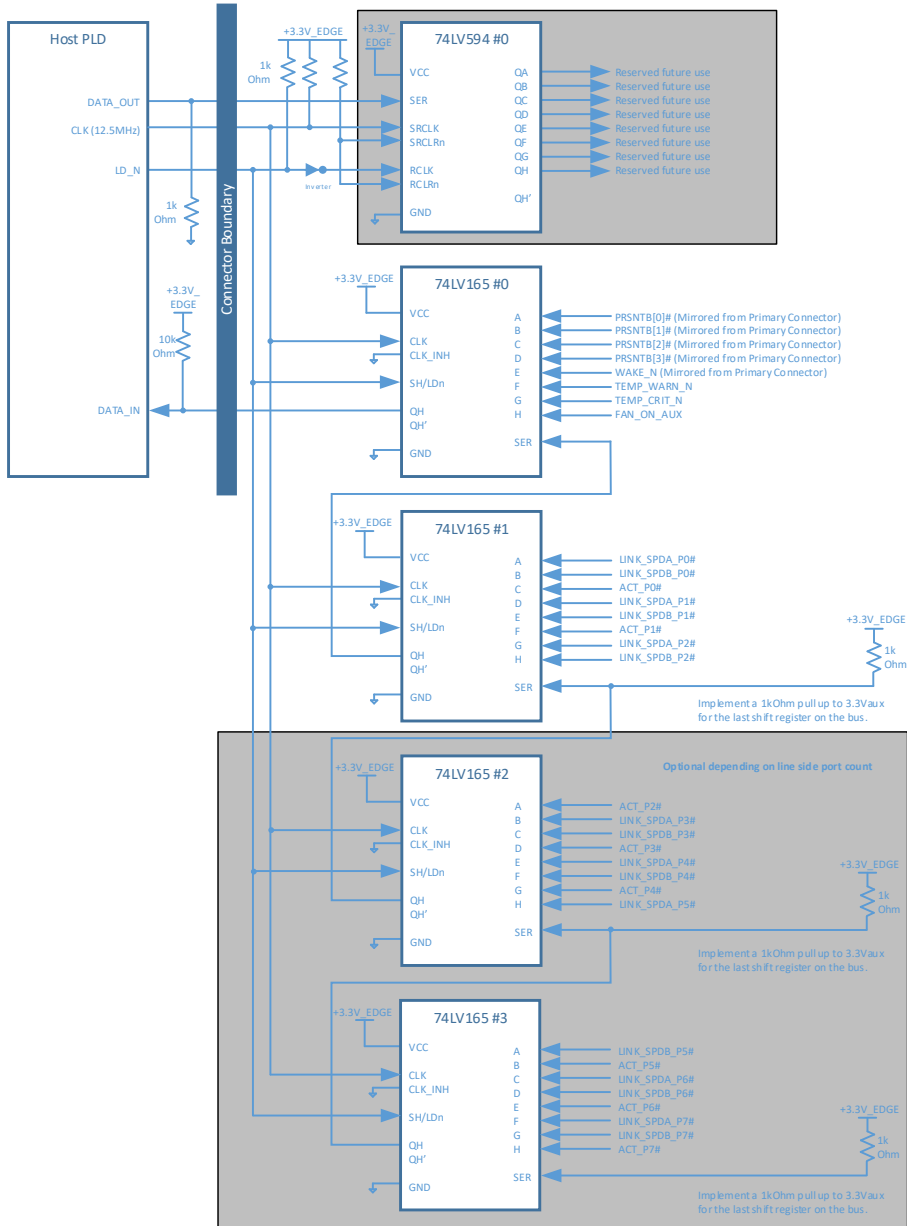 Host PLD
DATA_OUT
CLK (12.5MHz)
LD_N
1k
Ohm
+3.3V_
EDGE
10k
Ohm
DATA_IN
Connector Boundary
+3.3V_EDGE
1k
Ohm
Inverter
+3.3V_
EDGE
74LV594 #0
VCC
SER
SRCLK
SRCLRn
RCLK
RCLRn
GND
QA
QB
QC
QD
QE
QF
QG
QH
QH'
Reserved future use
Reserved future use
Reserved future use
Reserved future use
Reserved future use
Reserved future use
Reserved future use
Reserved future use
+3.3V_EDGE
74LV165 #0
VCC
CLK
CLK_INH
SH/LDn
QH
QH'
GND
A
B
C
D
E
F
G
H
SER
PRSNTB[0]# (Mirrored from Primary Connector)
PRSNTB[1]# (Mirrored from Primary Connector)
PRSNTB[2]# (Mirrored from Primary Connector)
PRSNTB[3]# (Mirrored from Primary Connector)
WAKE_N (Mirrored from Primary Connector)
TEMP_WARN_N
TEMP_CRIT_N
FAN_ON_AUX
+3.3V_EDGE
74LV165 #1
VCC
CLK
CLK_INH
SH/LDn
QH
QH'
GND
A
B
C
D
E
F
G
H
SER
LINK_SPDA_P0#
LINK_SPDB_P0#
ACT_P0#
LINK_SPDA_P1#
LINK_SPDB_P1#
ACT_P1#
LINK_SPDA_P2#
LINK_SPDB_P2#
+3.3V_EDGE
1k
Ohm
Implement a 1kOhm pull up to 3.3Vaux
for the last shift register on the bus.
Optional depending on line side port count
+3.3V_EDGE
74LV165 #2
VCC
CLK
CLK_INH
SH/LDn
QH
QH'
GND
A
B
C
D
E
F
G
H
SER
ACT_P2#
LINK_SPDA_P3#
LINK_SPDB_P3#
ACT_P3#
LINK_SPDA_P4#
LINK_SPDB_P4#
ACT_P4#
LINK_SPDA_P5#
+3.3V_EDGE
1k
Ohm
Implement a 1kOhm pull up to 3.3Vaux
for the last shift register on the bus.
+3.3V_EDGE
74LV165 #3
VCC
CLK
CLK_INH
SH/LDn
QH
QH'
GND
A
B
C
D
E
F
G
H
SER
LINK_SPDB_P5#
ACT_P5#
LINK_SPDA_P6#
LINK_SPDB_P6#
ACT_P6#
LINK_SPDA_P7#
LINK_SPDB_P7#
ACT_P7#
+3.3V_EDGE
1k
Ohm
Implement a 1kOhm pull up to 3.3Vaux
for the last shift register on the bus.